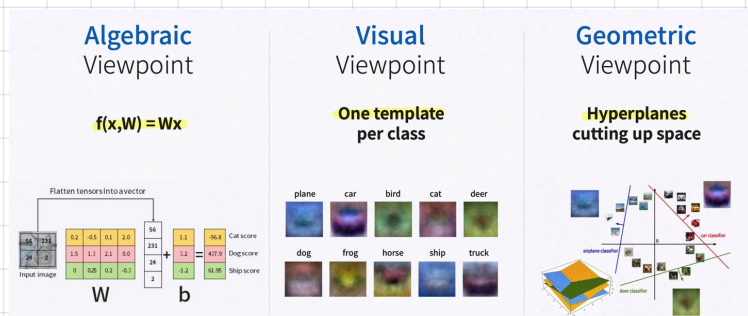 Algebraic
Viewpoint
f(x,W) = Wx
Flatten tensors into a vector
56 231
24 2
Input image
0.2 -0.5 0.1 2.0
1.5 1.3 2.1 0.0
0 0.25 0.2 -0.3
W
56
231
24
2
+
1.1
3.2
-1.2
b
=
-96.8 Cat score
437.9 Dog score
61.95 Ship score
Visual
Viewpoint
One template
per class
plane car bird cat deer
dog frog horse ship truck
Geometric
Viewpoint
Hyperplanes
cutting up space
car classifier
airplane classifier
deer classifier